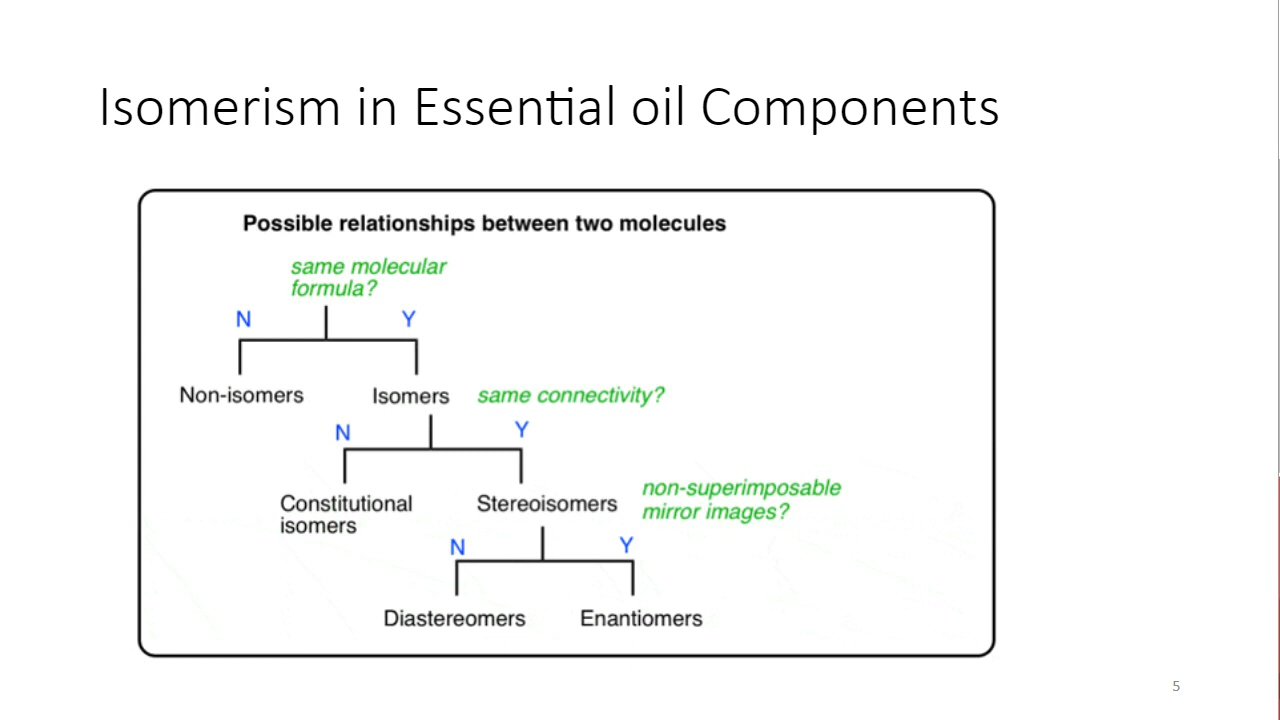 Isomerism in Essential oil Components
Possible relationships between two molecules
same molecular
formula?
N
Y
Non-isomers
Isomers
same connectivity?
N
Y
Constitutional
isomers
Stereoisomers
non-superimposable
mirror images?
N
Y
Diastereomers
Enantiomers
5